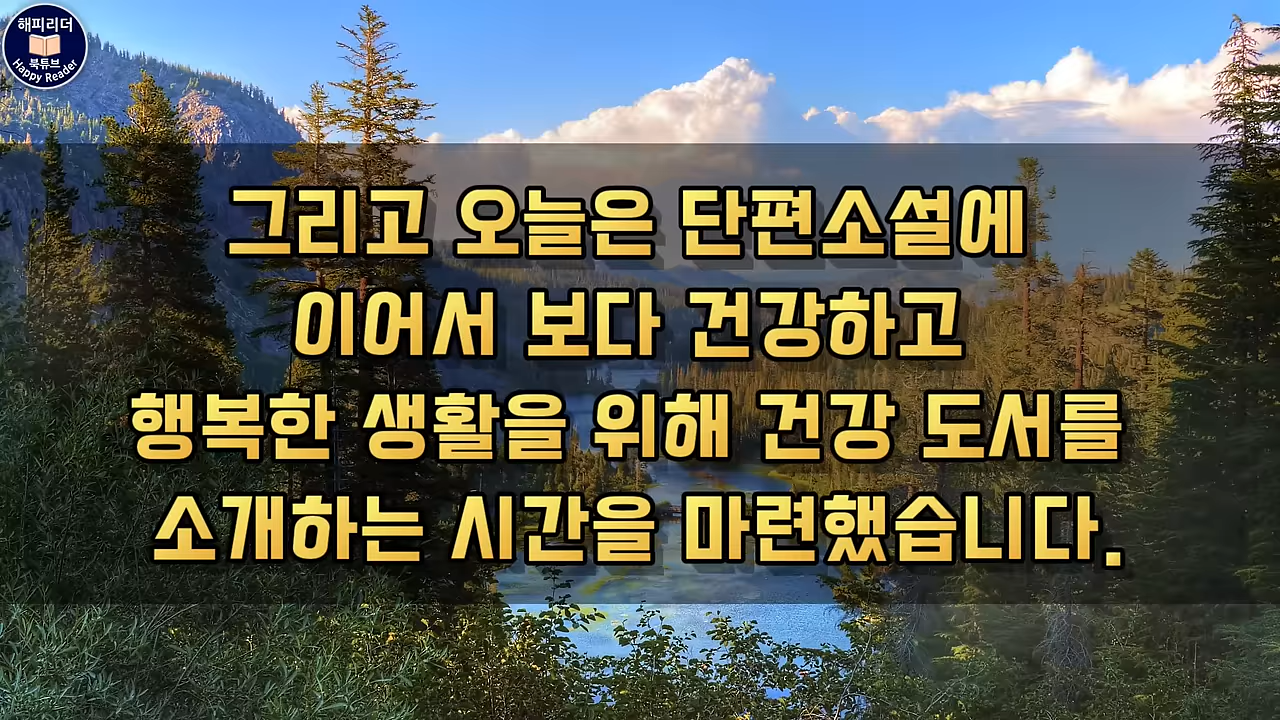 해피리더
북튜브
Happy Reader
그리고 오늘은 단편소설에
이어서 보다 건강하고
행복한 생활을 위해 건강 도서를
소개하는 시간을 마련했습니다.